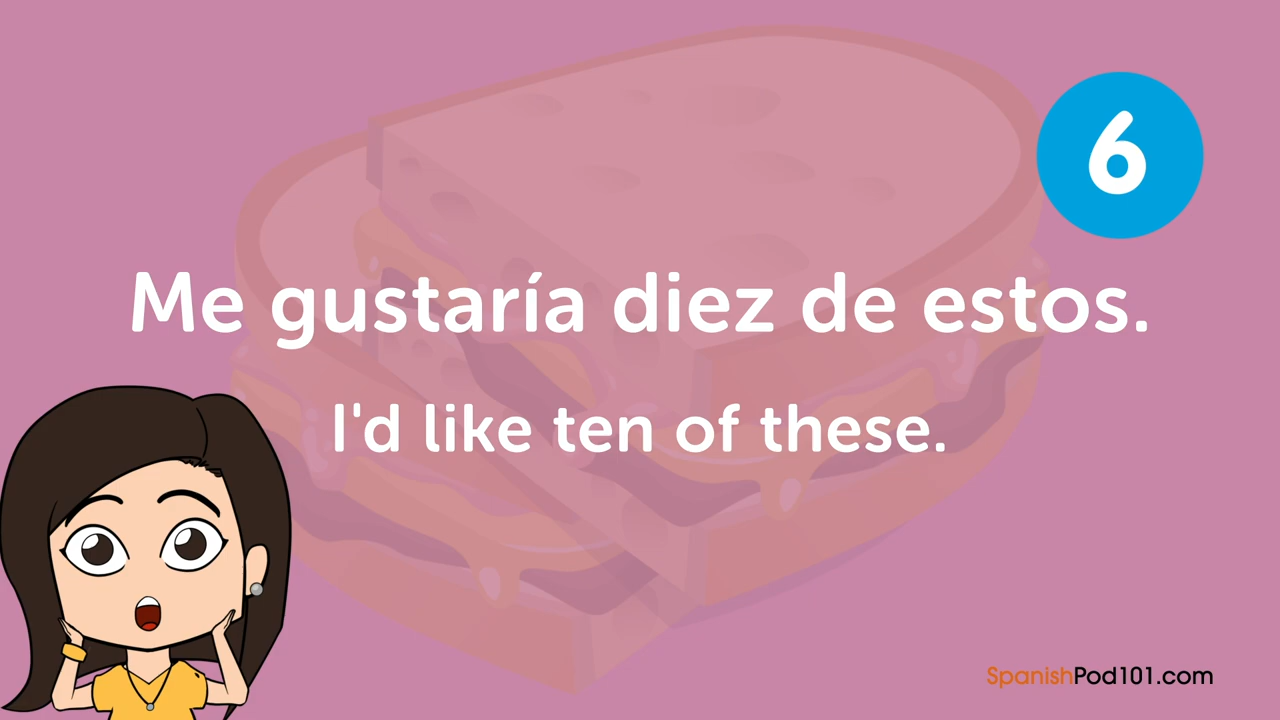 6
Me gustaría diez de estos.
I'd like ten of these.
SpanishPod101.com